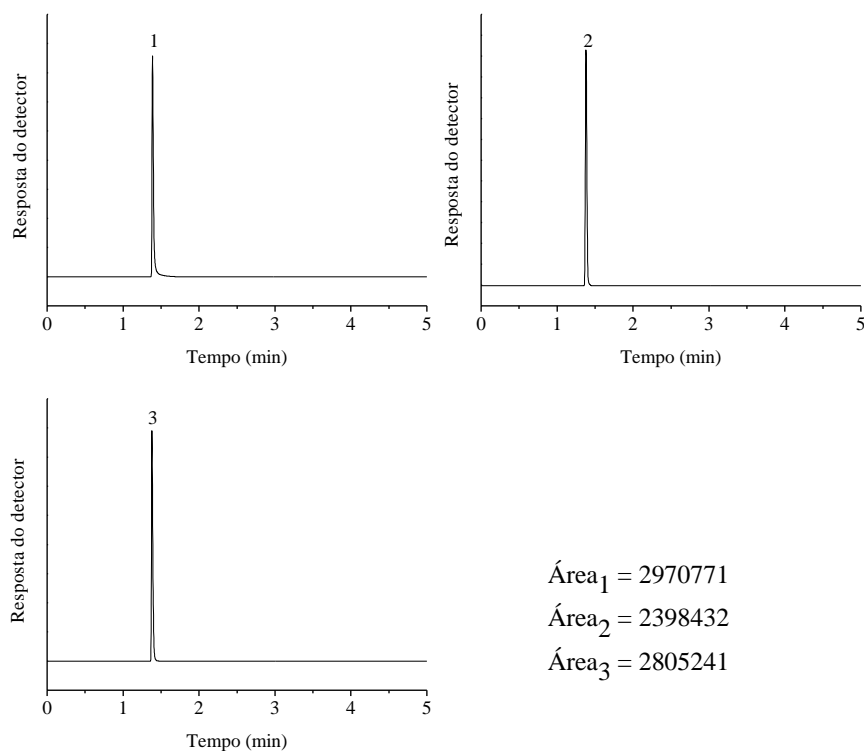 1
Resposta do detector
0 1 2 3 4 5
Tempo (min)
2
Resposta do detector
0 1 2 3 4 5
Tempo (min)
3
Resposta do detector
0 1 2 3 4 5
Tempo (min)
Área1 = 2970771
Área2 = 2398432
Área3 = 2805241